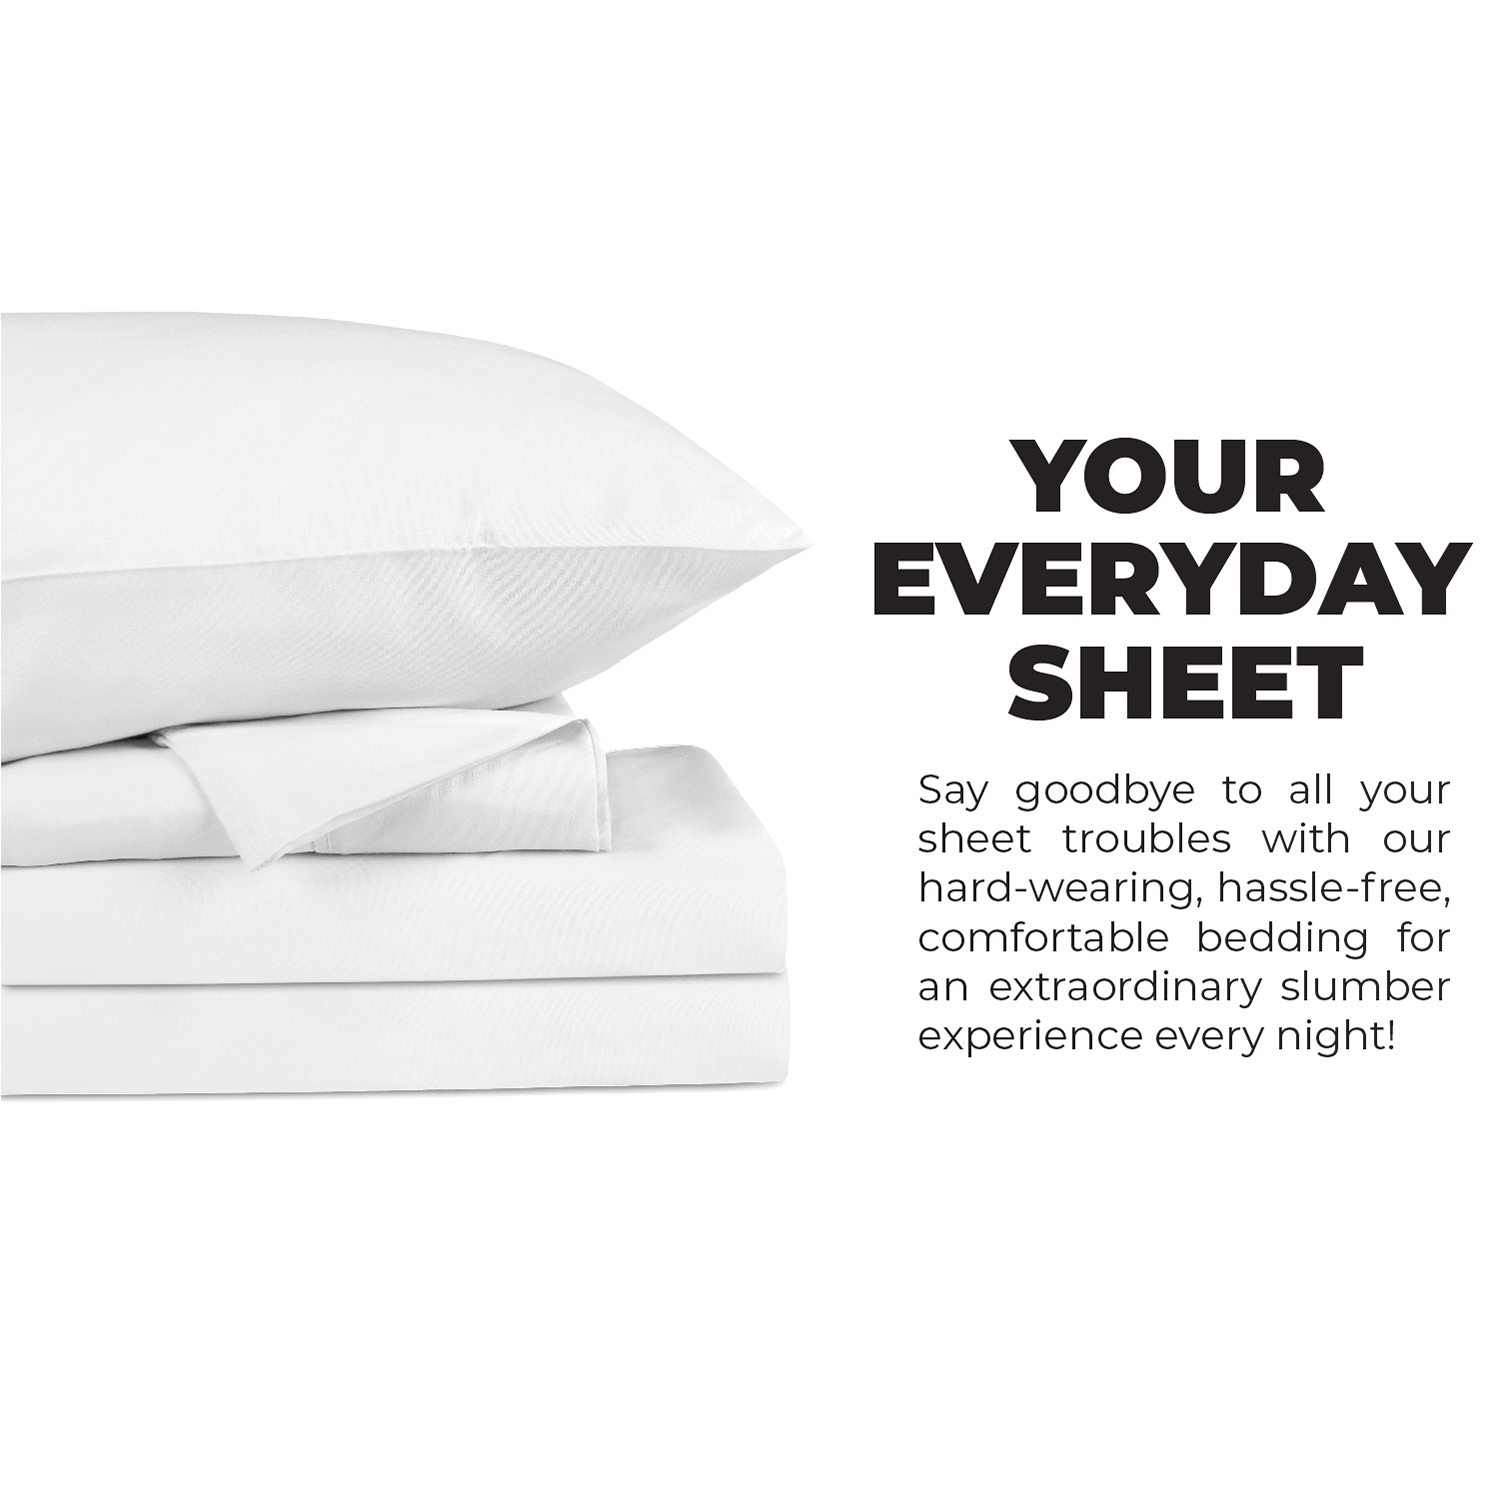 YOUR
EVERYDAY
SHEET
Say goodbye to all your
sheet troubles with our
hard-wearing, hassle-free,
comfortable bedding for
an extraordinary slumber
experience every night!